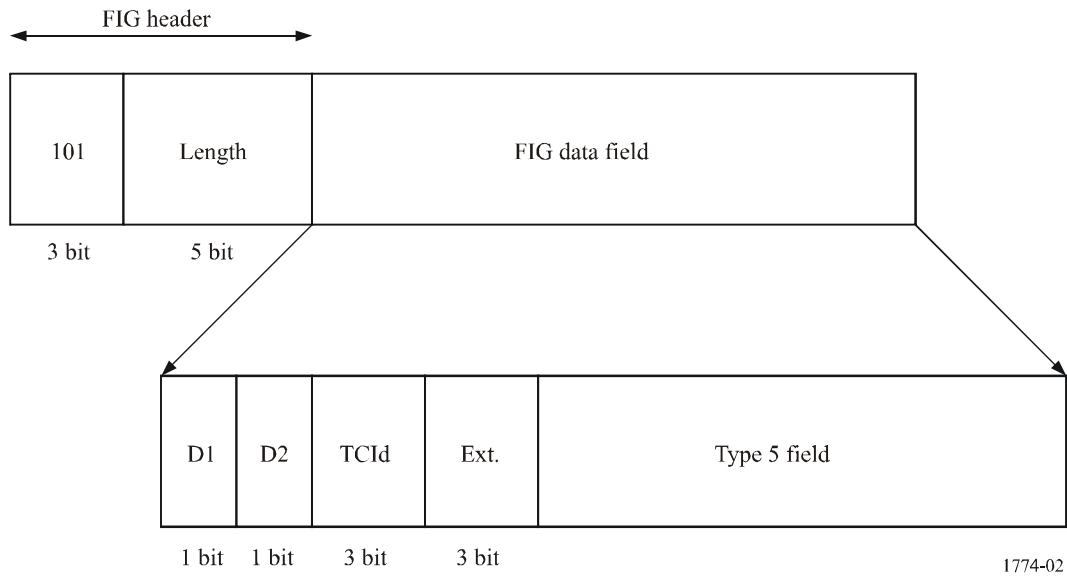 FIG header
101 Length FIG data field
3 bit 5 bit
D1 D2 TCId Ext. Type 5 field
1 bit 1 bit 3 bit 3 bit
1774-02